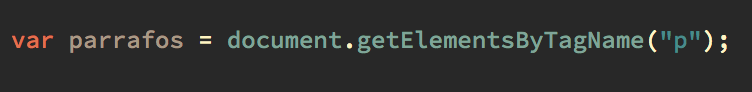 var parrafos = document.getElementsByTagName("p");